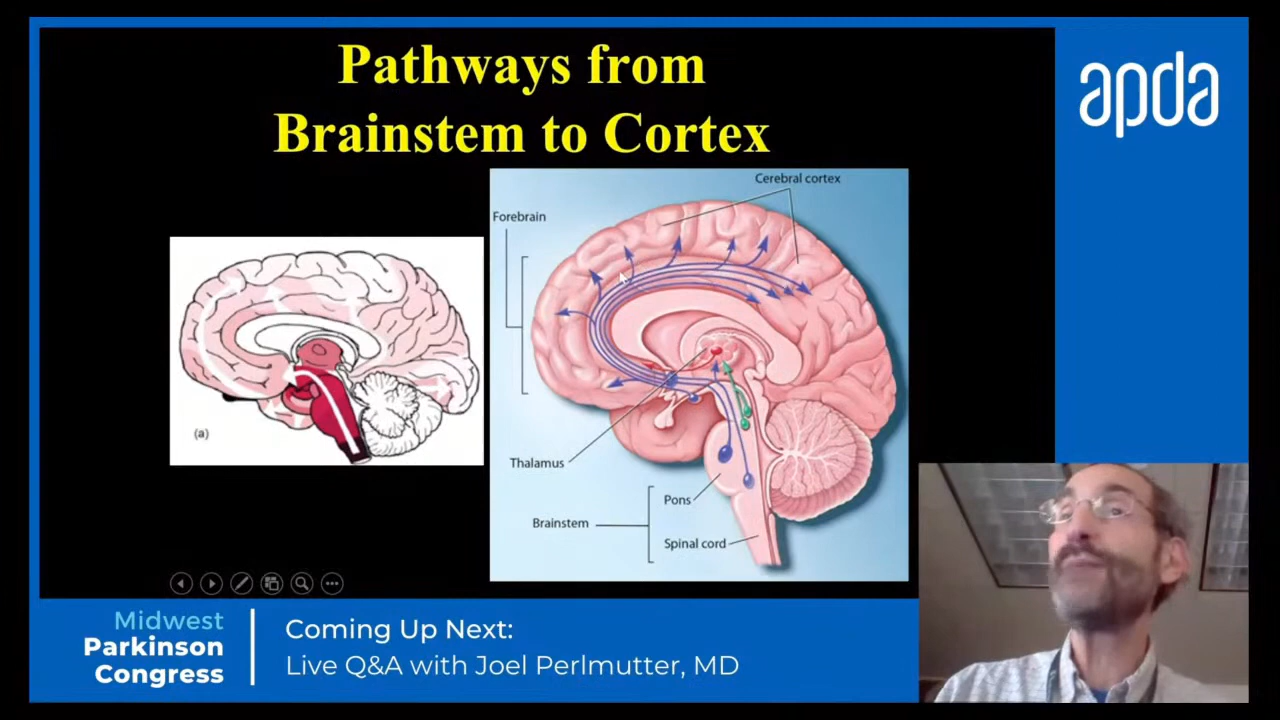 Pathways from
Brainstem to Cortex
apda
Cerebral cortex
Forebrain
(a)
Thalamus
Pons
Brainstem
Spinal cord
Midwest
Parkinson
Congress
Coming Up Next:
Live Q&A with Joel Perlmutter, MD